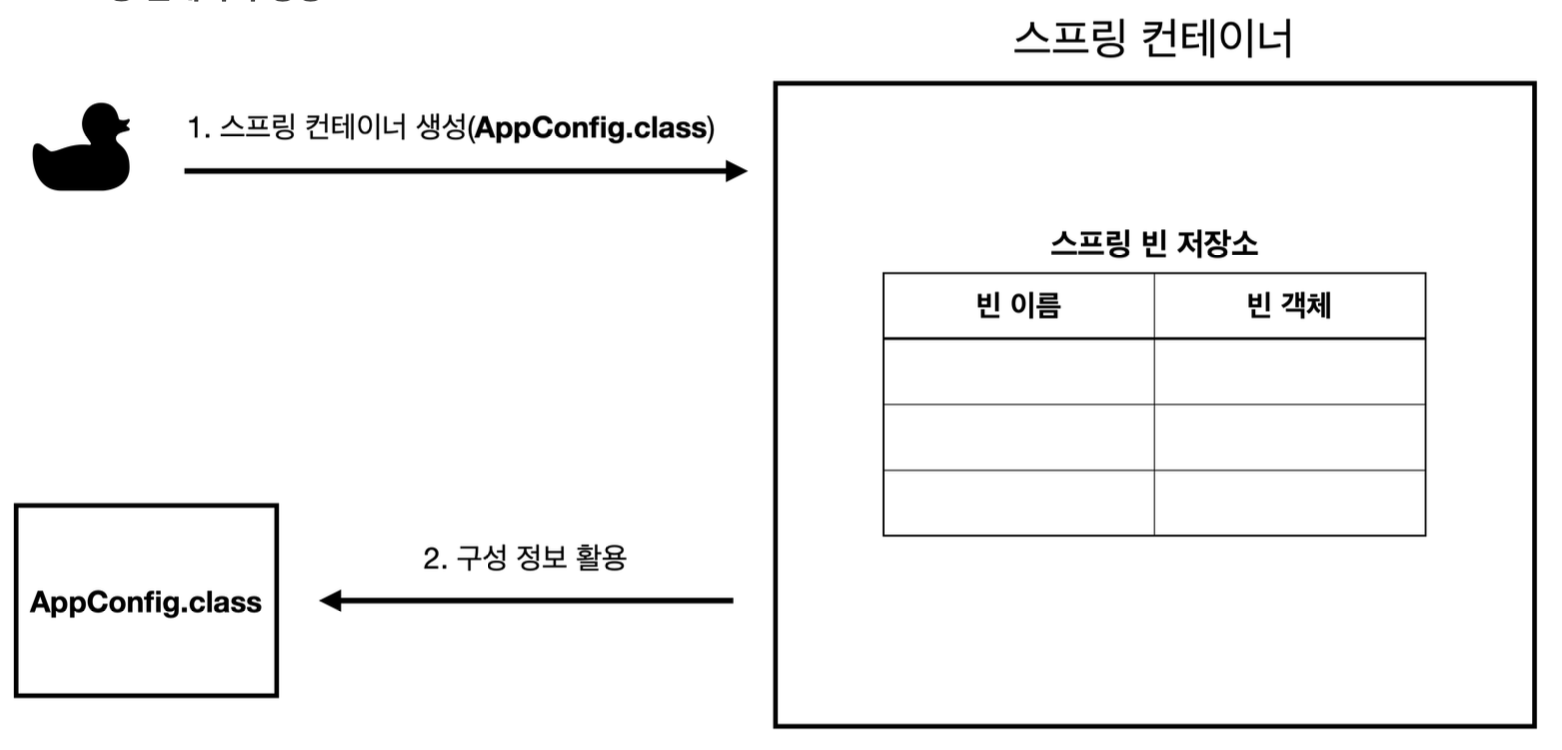 스프링 컨테이너
1. 스프링 컨테이너 생성(AppConfig.class)
스프링 빈 저장소
빈 이름 빈 객체
2. 구성 정보 활용
AppConfig.class